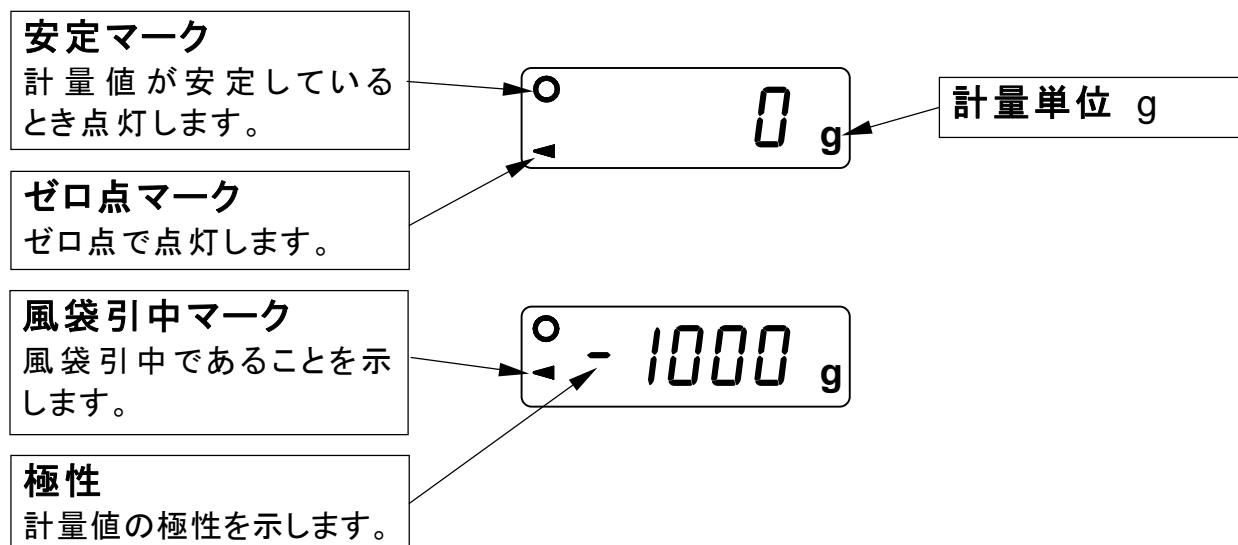 安定マーク
計量値が安定している
とき点灯します。
0 g
計量単位 g
ゼロ点マーク
ゼロ点で点灯します。
風袋引中マーク
風袋引中であることを示
します。
-1000 g
極性
計量値の極性を示します。